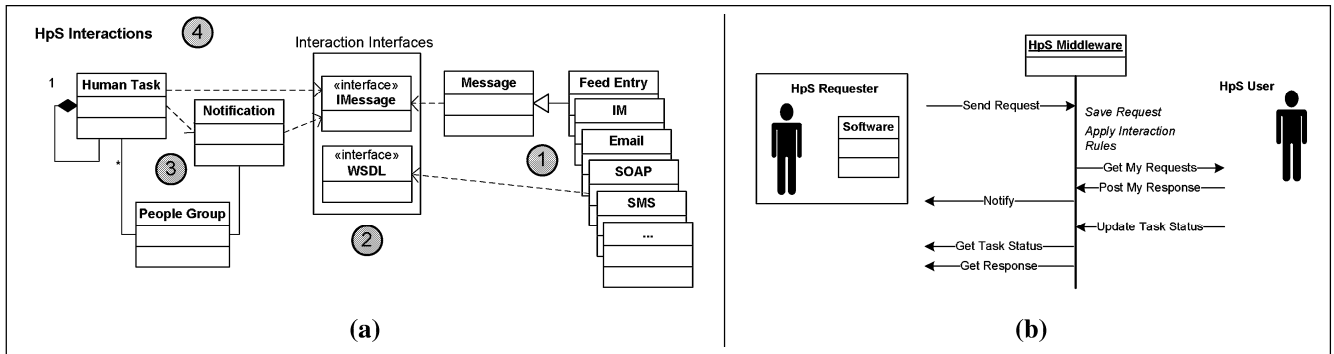 HpS Interactions
4
Interaction Interfaces
1
Human Task
«interface»
IMessage
Message
Feed Entry
Notification
IM
Email
«interface»
WSDL
1
SOAP
*
3
SMS
People Group
...
2
(a)
HpS Middleware
HpS Requester
HpS User
Send Request
Save Request
Software
Apply Interaction
Rules
Get My Requests
Post My Response
Notify
Update Task Status
Get Task Status
Get Response
(b)